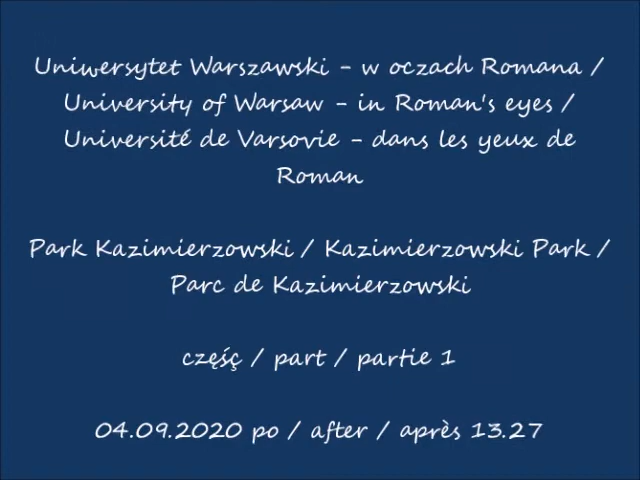 Uniwersytet Warszawski - w oczach Romana /
University of Warsaw - in Roman's eyes /
Université de Varsovie - dans les yeux de
Roman
Park Kazimierzowski / Kazimierzowski Park /
Parc de Kazimierzowski
częśç / part / partie 1
04.09.2020 po / after / après 13.27